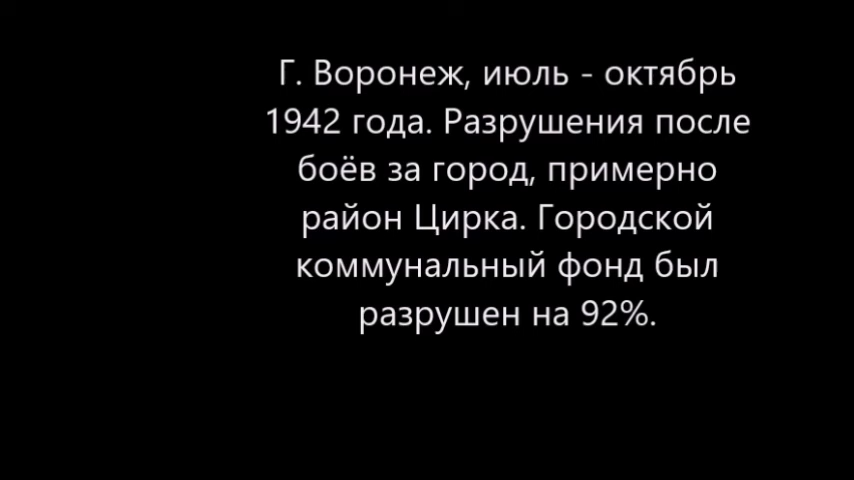 Г. Воронеж, июль - октябрь
1942 года. Разрушения после
боёв за город, примерно
район Цирка. Городской
коммунальный фонд был
разрушен на 92%.